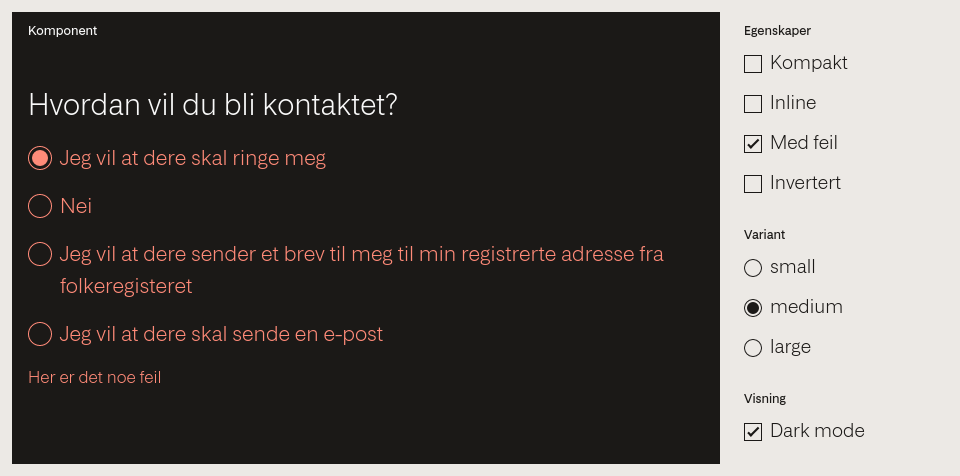 Komponent
Hvordan vil du bli kontaktet?
Jeg vil at dere skal ringe meg
Nei
Jeg vil at dere sender et brev til meg til min registrerte adresse fra
folkeregisteret
Jeg vil at dere skal sende en e-post
Her er det noe feil
Egenskaper
Kompakt
Inline
Med feil
Invertert
Variant
small
medium
large
Visning
Dark mode